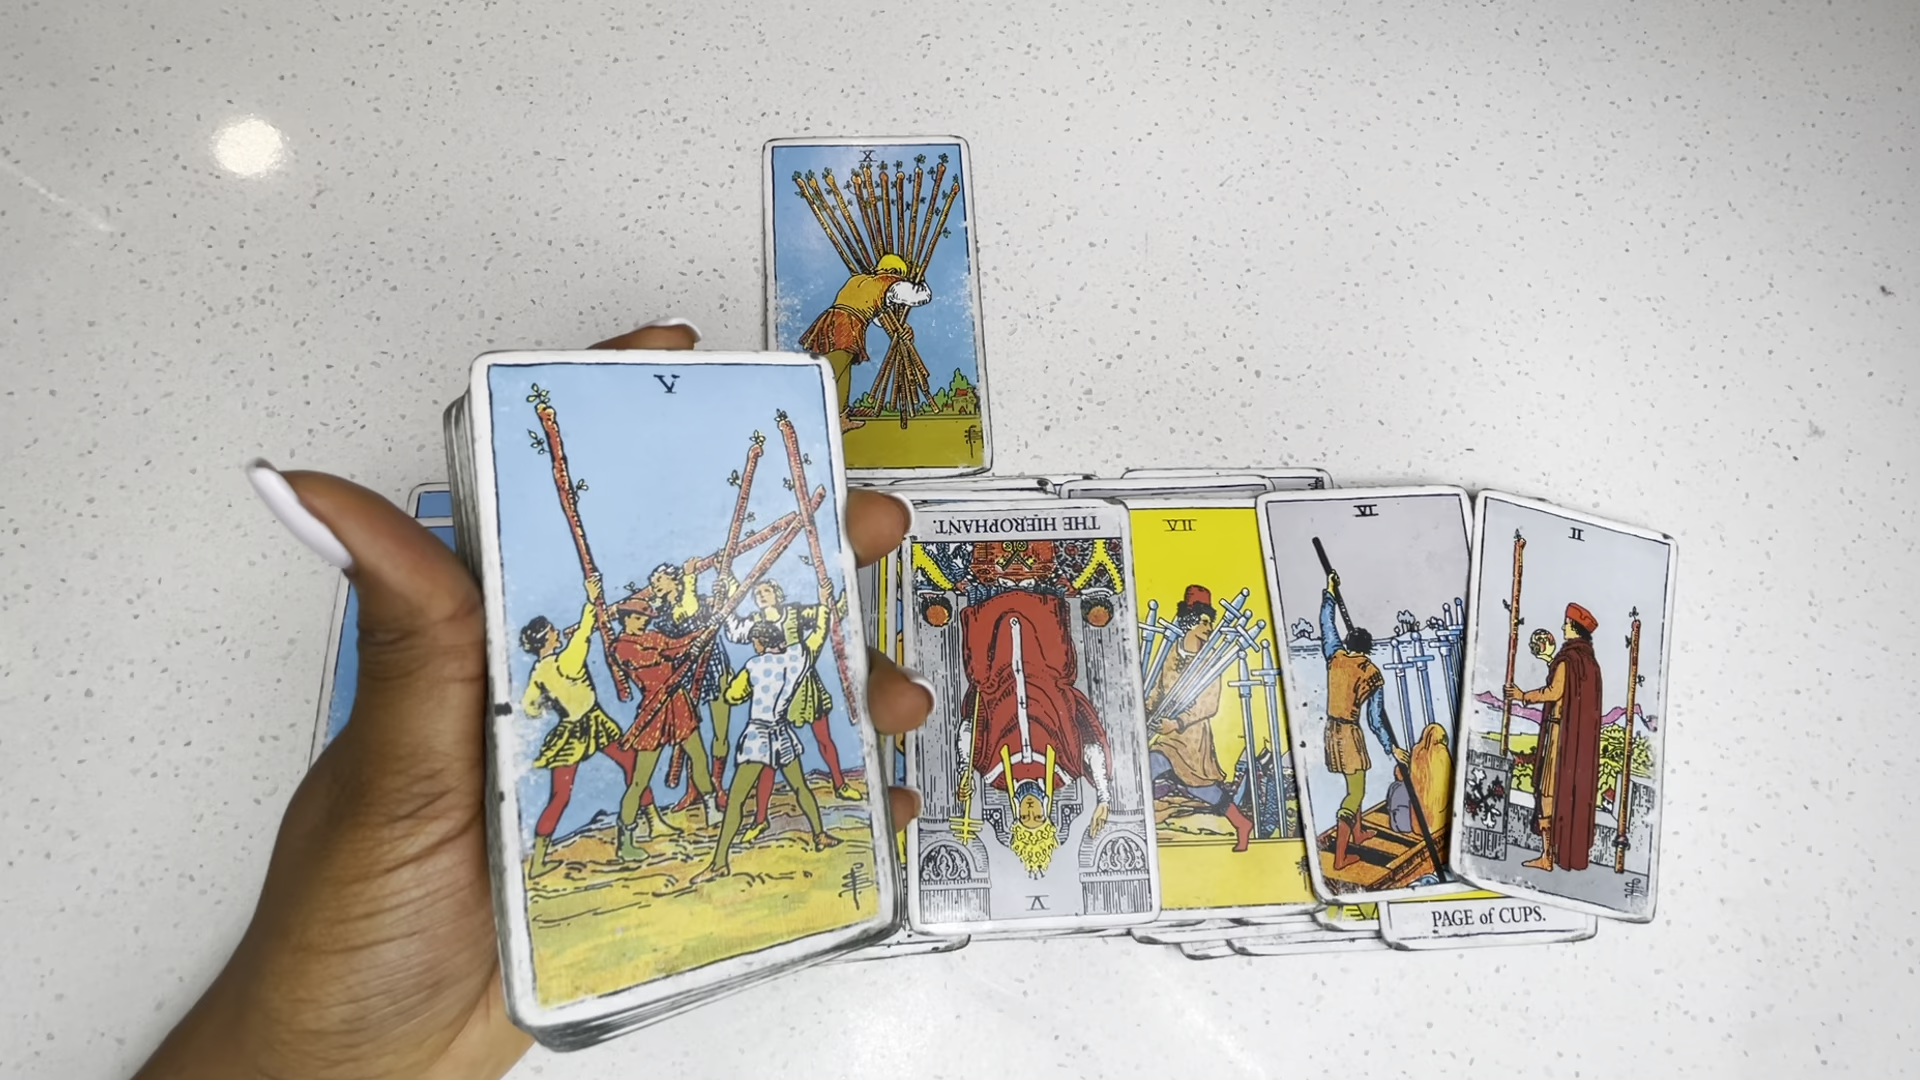 X
V
THE HIEROPHANT.
V
VII
VI
II
PAGE of CUPS.